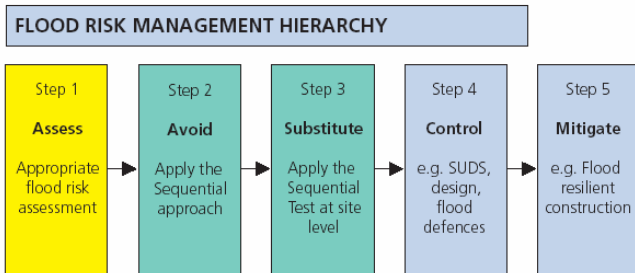 FLOOD RISK MANAGEMENT HIERARCHY
Step 1
Assess
Appropriate
flood risk
assessment
Step 2
Avoid
Apply the
Sequential
approach
Step 3
Substitute
Apply the
Sequential
Test at site
level
Step 4
Control
e.g. SUDS,
design,
flood
defences
Step 5
Mitigate
e.g. Flood
resilient
construction